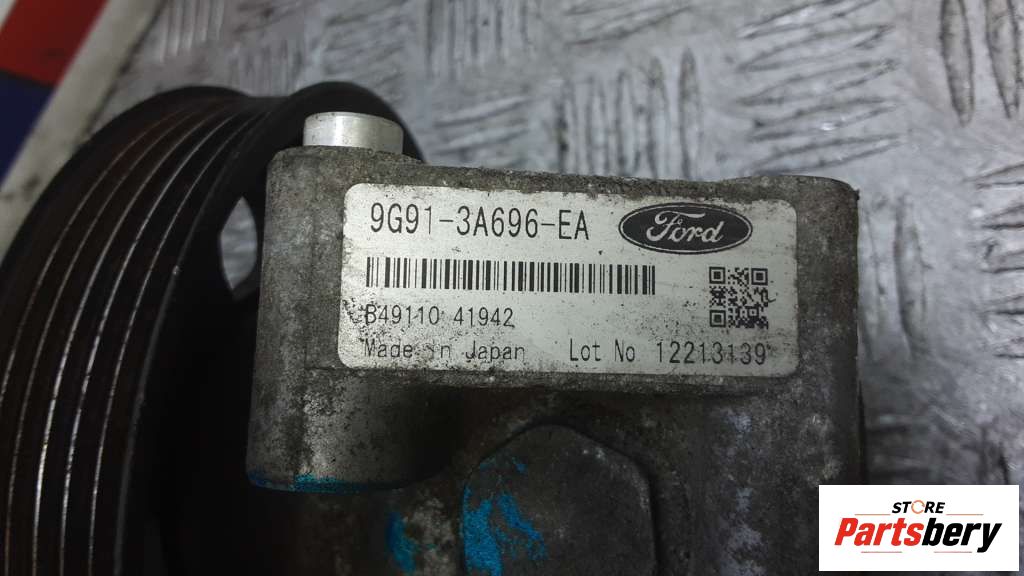 9G91-3A696-EA
Ford
B49110 41942
Made in Japan Lot No 12213139
STORE
Partsbery